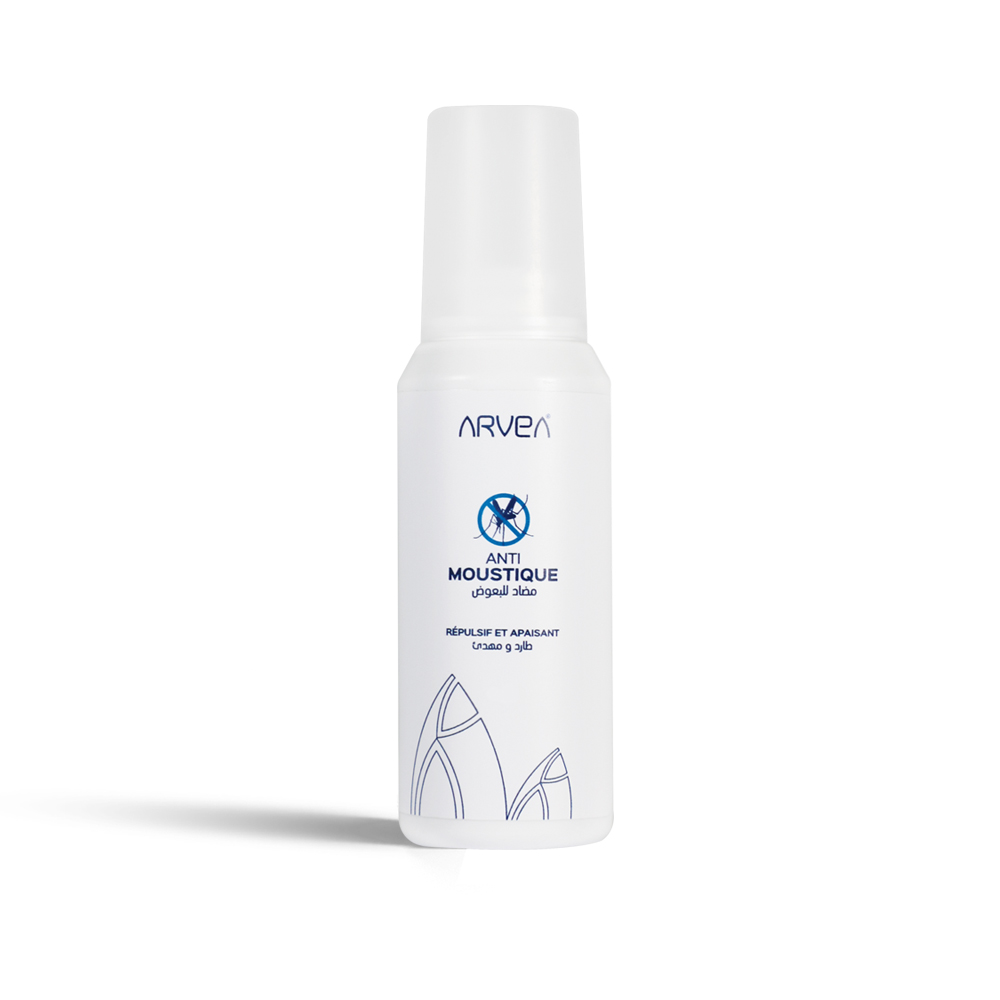 ARVEA®
ANTI
MOUSTIQUE
مضاد للبعوض
RÉPULSIF ET APAISANT
طارد و مهدئ